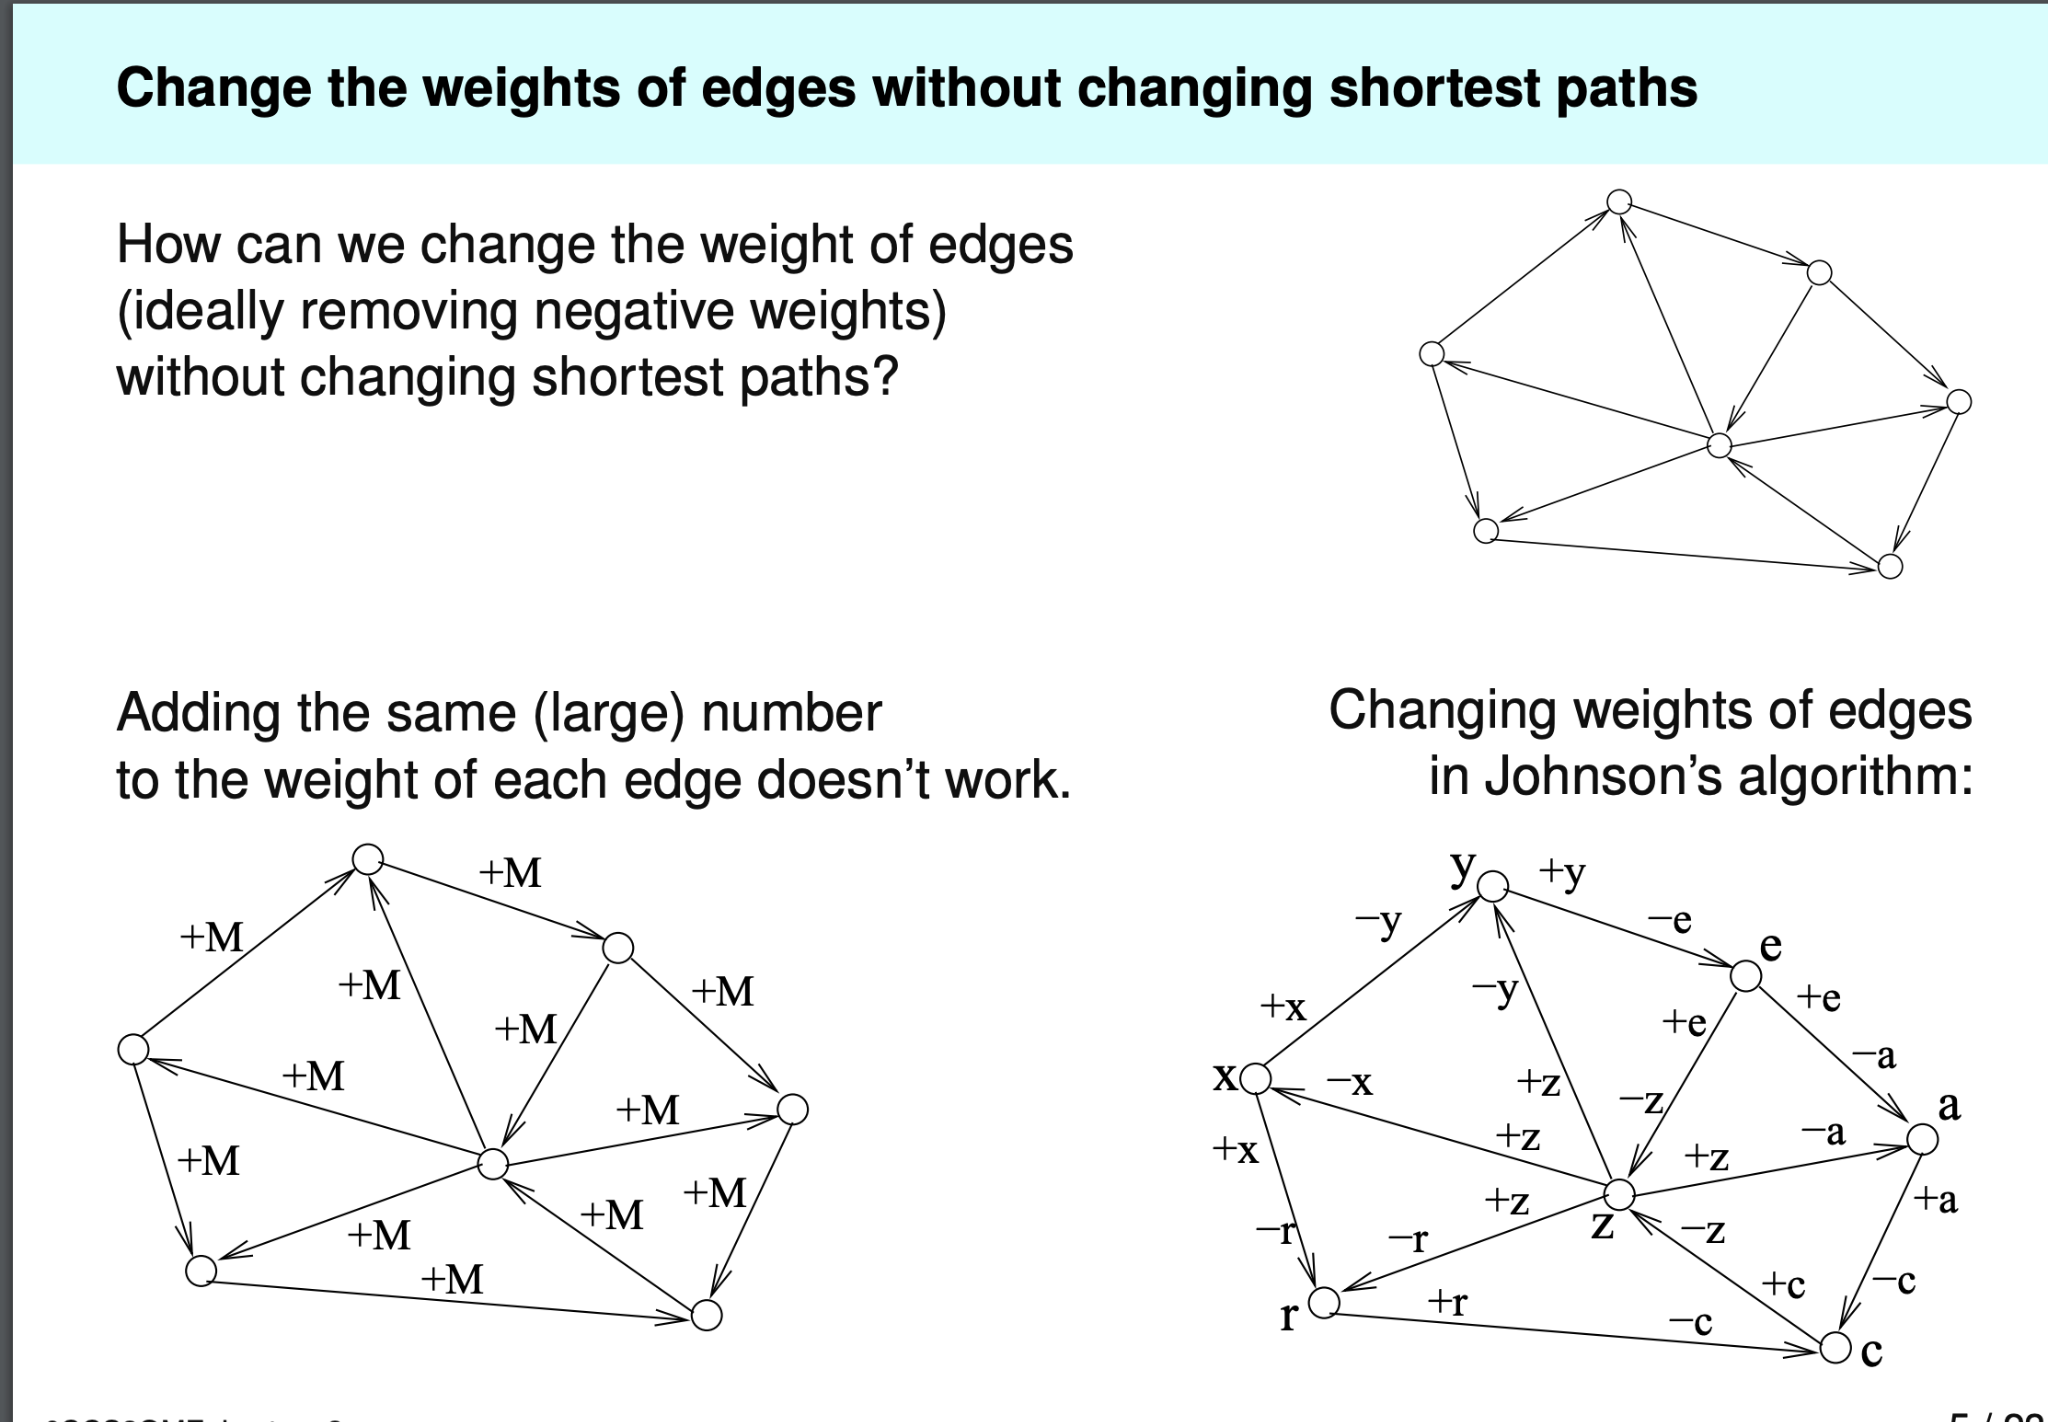 Change the weights of edges without changing shortest paths
How can we change the weight of edges
(ideally removing negative weights)
without changing shortest paths?
Adding the same (large) number
to the weight of each edge doesn't work.
+M
+M
+M
+M
+M
+M
+M
+M
+M
+M
+M
+M
Changing weights of edges
in Johnson's algorithm:
y
+y
−y
−e
e
+e
−y
+x
+e
−a
x
−x
+z
−z
a
−a
+z
+z
+x
+z
+a
−r
−r
z
−z
+c
−c
r
+r
−c
c